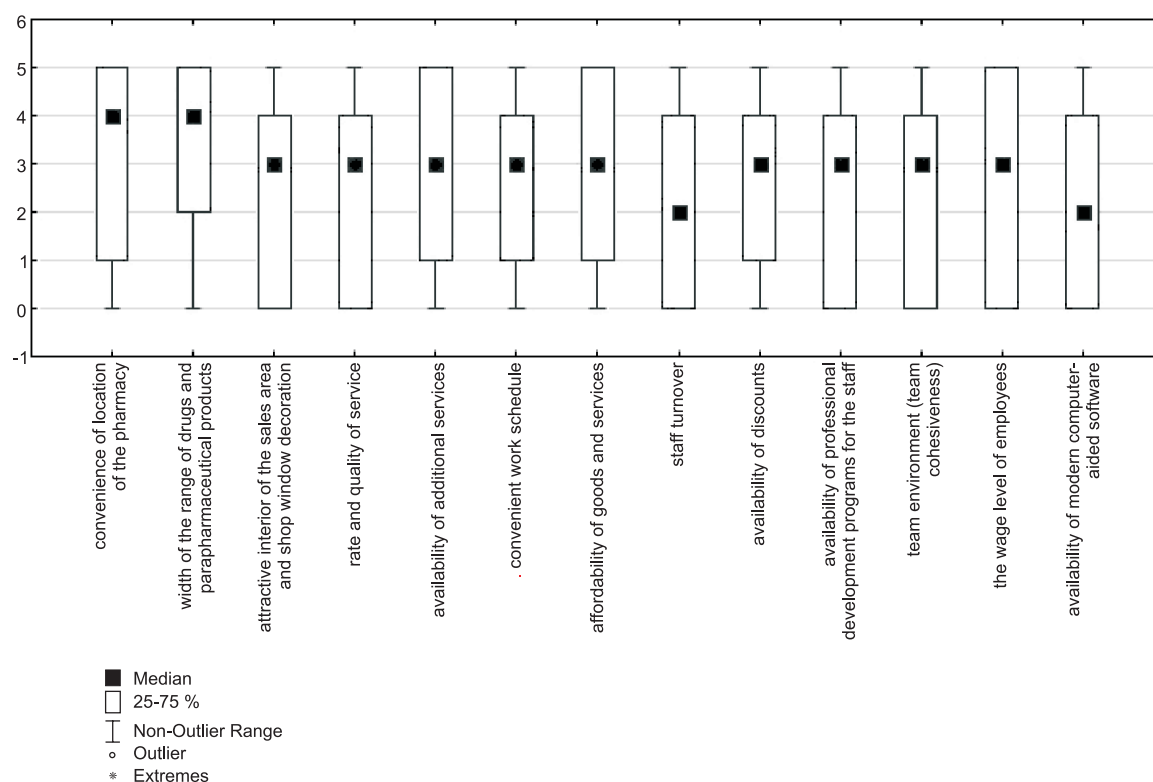 6
5
4
3
2
1
0
-1
convenience of location
of the pharmacy
width of the range of drugs and
parapharmaceutical products
attractive interior of the sales area
and shop window decoration
rate and quality of service
availability of additional services
convenient work schedule
affordability of goods and services
staff turnover
availability of discounts
availability of professional
development programs for the staff
team environment (team
cohesiveness)
the wage level of employees
availability of modern computer-
aided software
Median
25-75 %
Non-Outlier Range
Outlier
Extremes